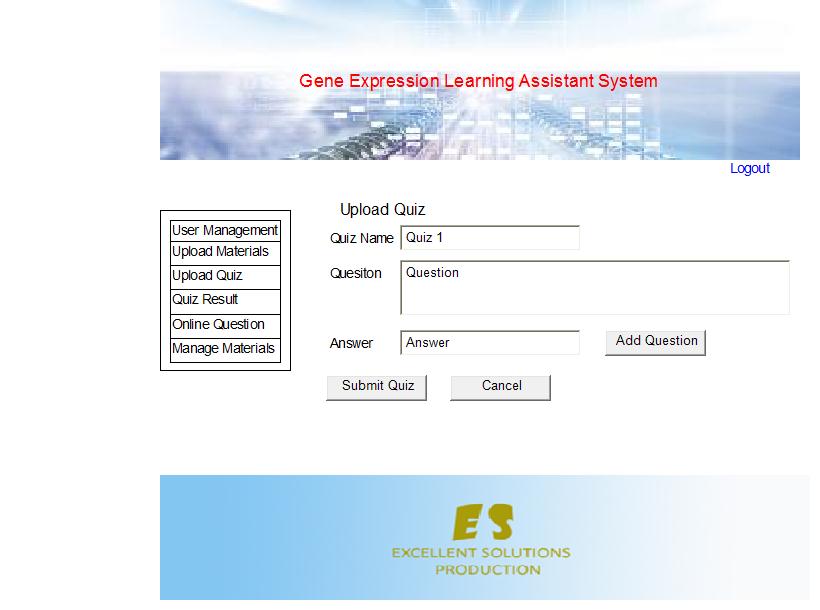 Gene Expression Learning Assistant System
Logout
User Management
Upload Materials
Upload Quiz
Quiz Result
Online Question
Manage Materials
Upload Quiz
Quiz Name Quiz 1
Quesiton Question
Answer Answer Add Question
Submit Quiz Cancel
ES
EXCELLENT SOLUTIONS
PRODUCTION